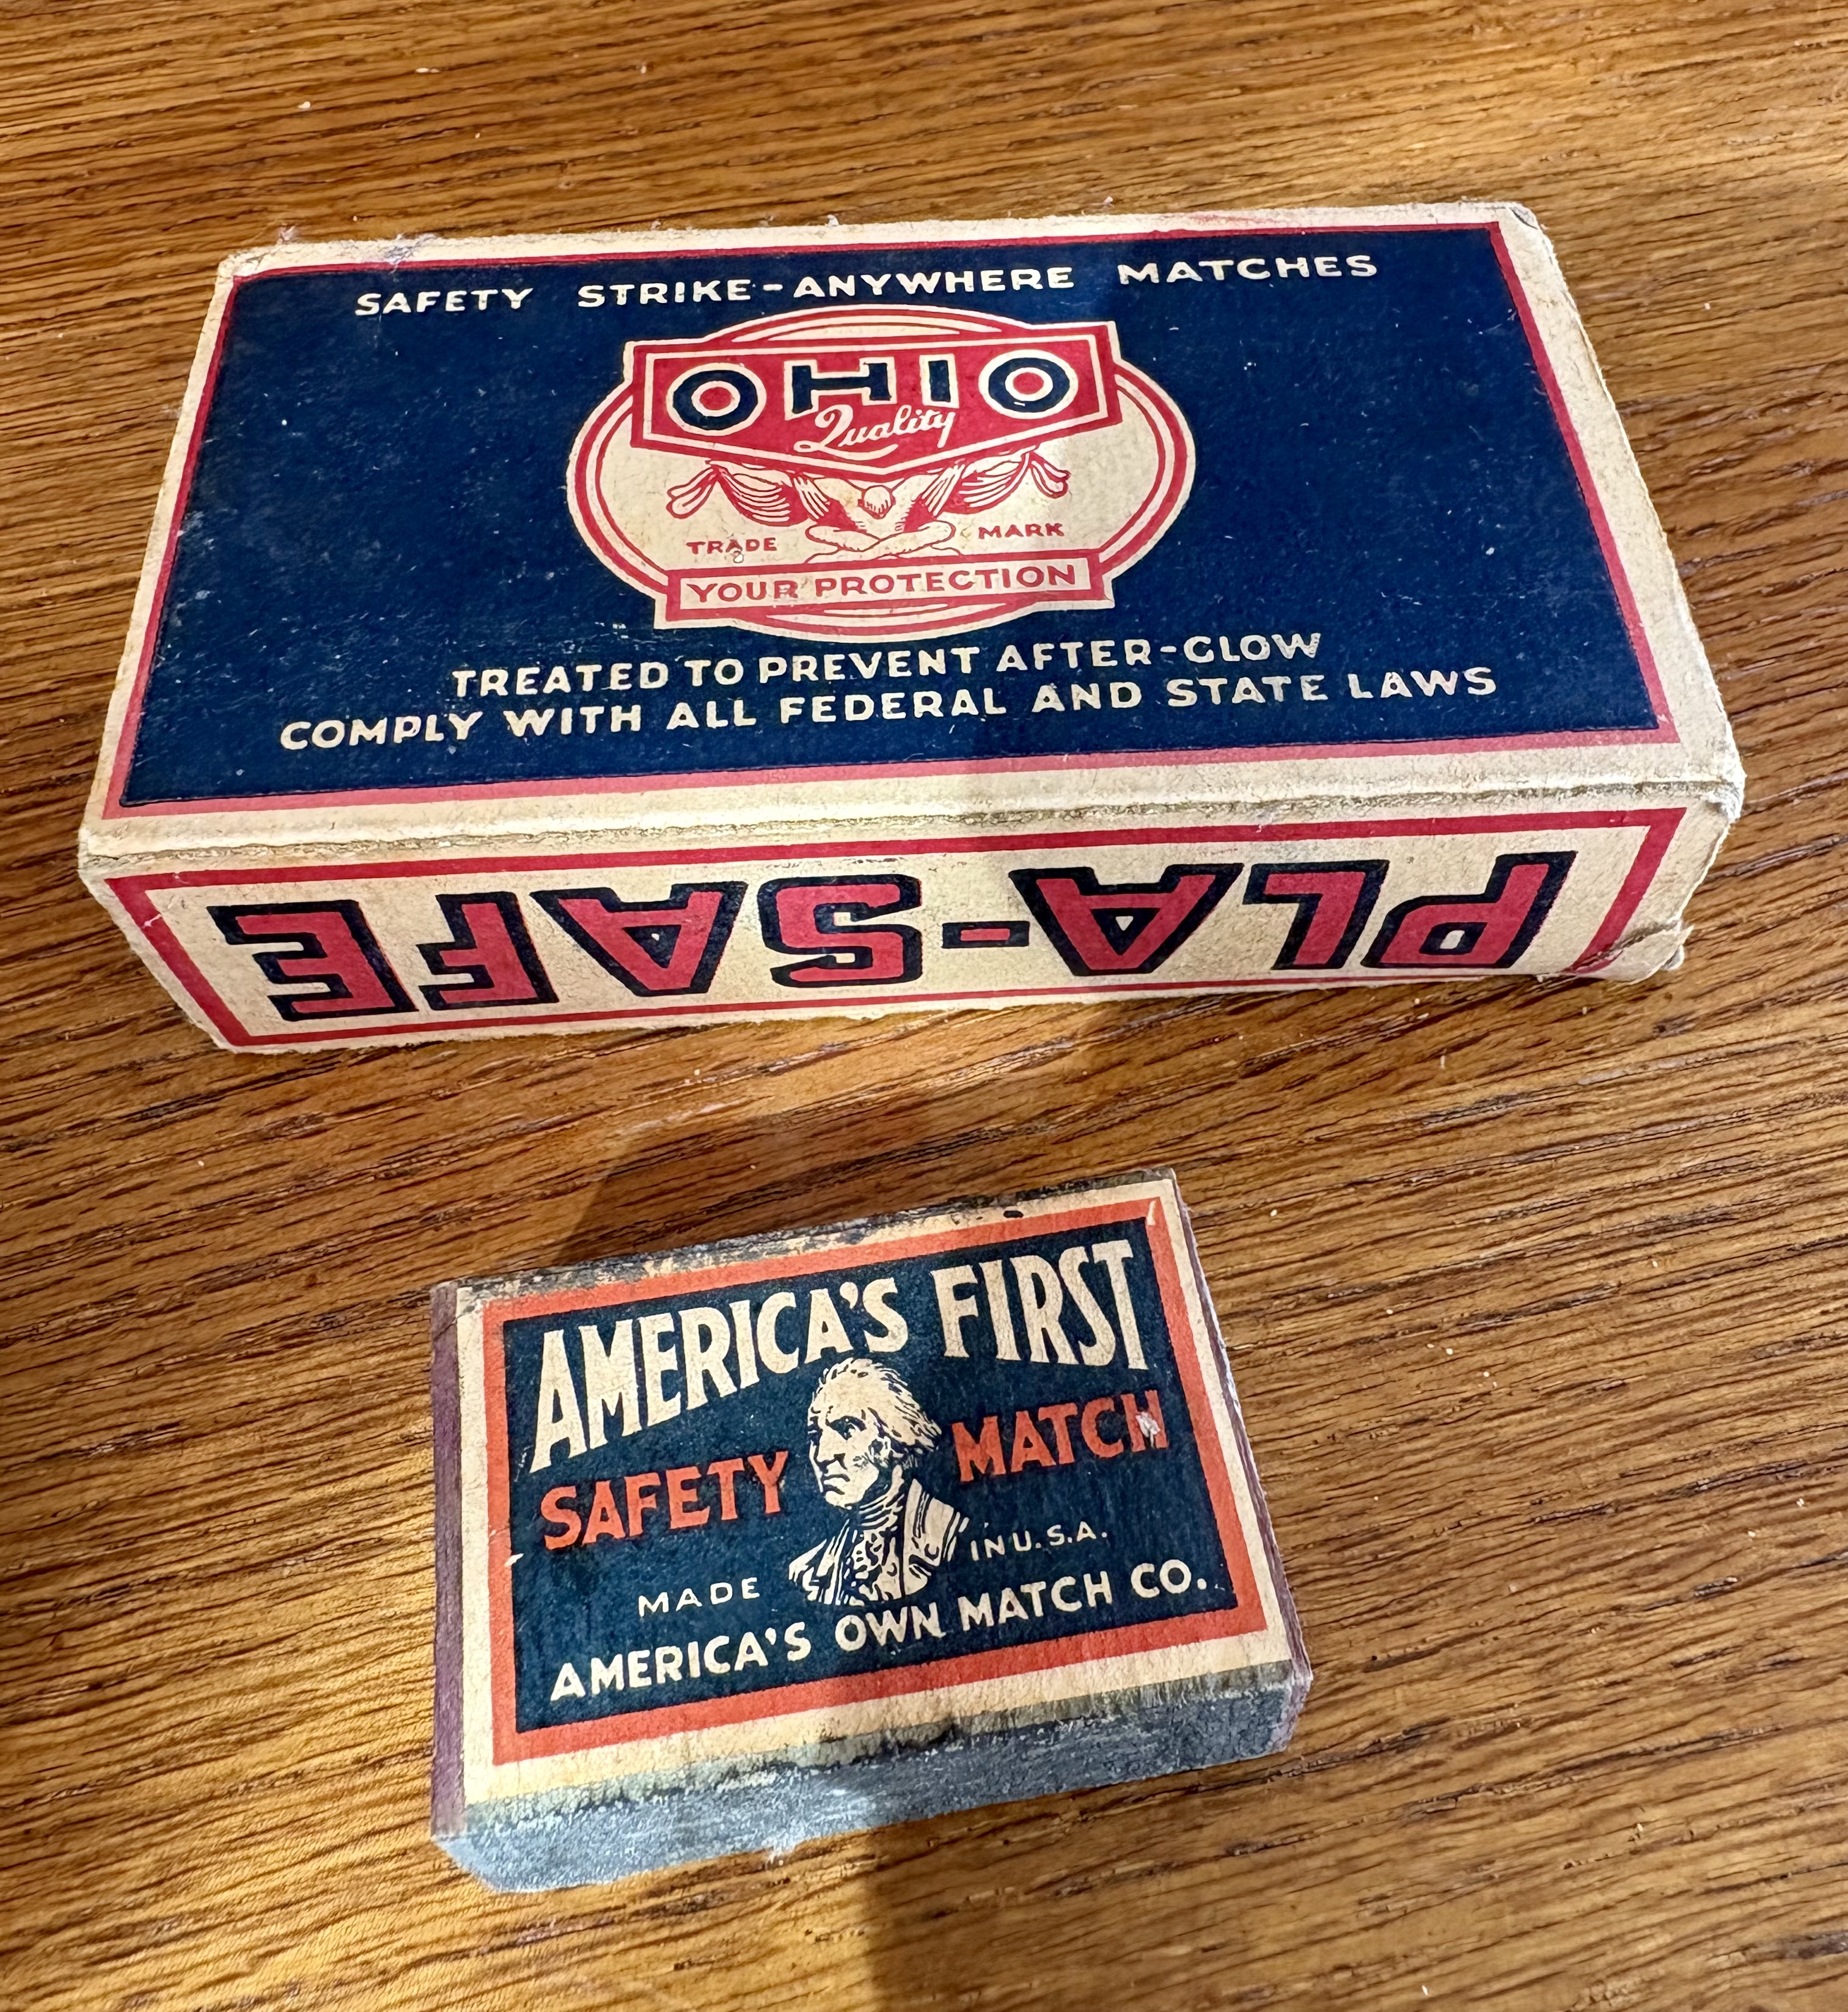 SAFETY STRIKE-ANYWHERE MATCHES
OHIO
Quality
TRADE MARK
YOUR PROTECTION
TREATED TO PREVENT AFTER-GLOW
COMPLY WITH ALL FEDERAL AND STATE LAWS
PLA-SAFE
AMERICA'S FIRST
SAFETY MATCH
MADE IN U.S.A.
AMERICA'S OWN MATCH CO.